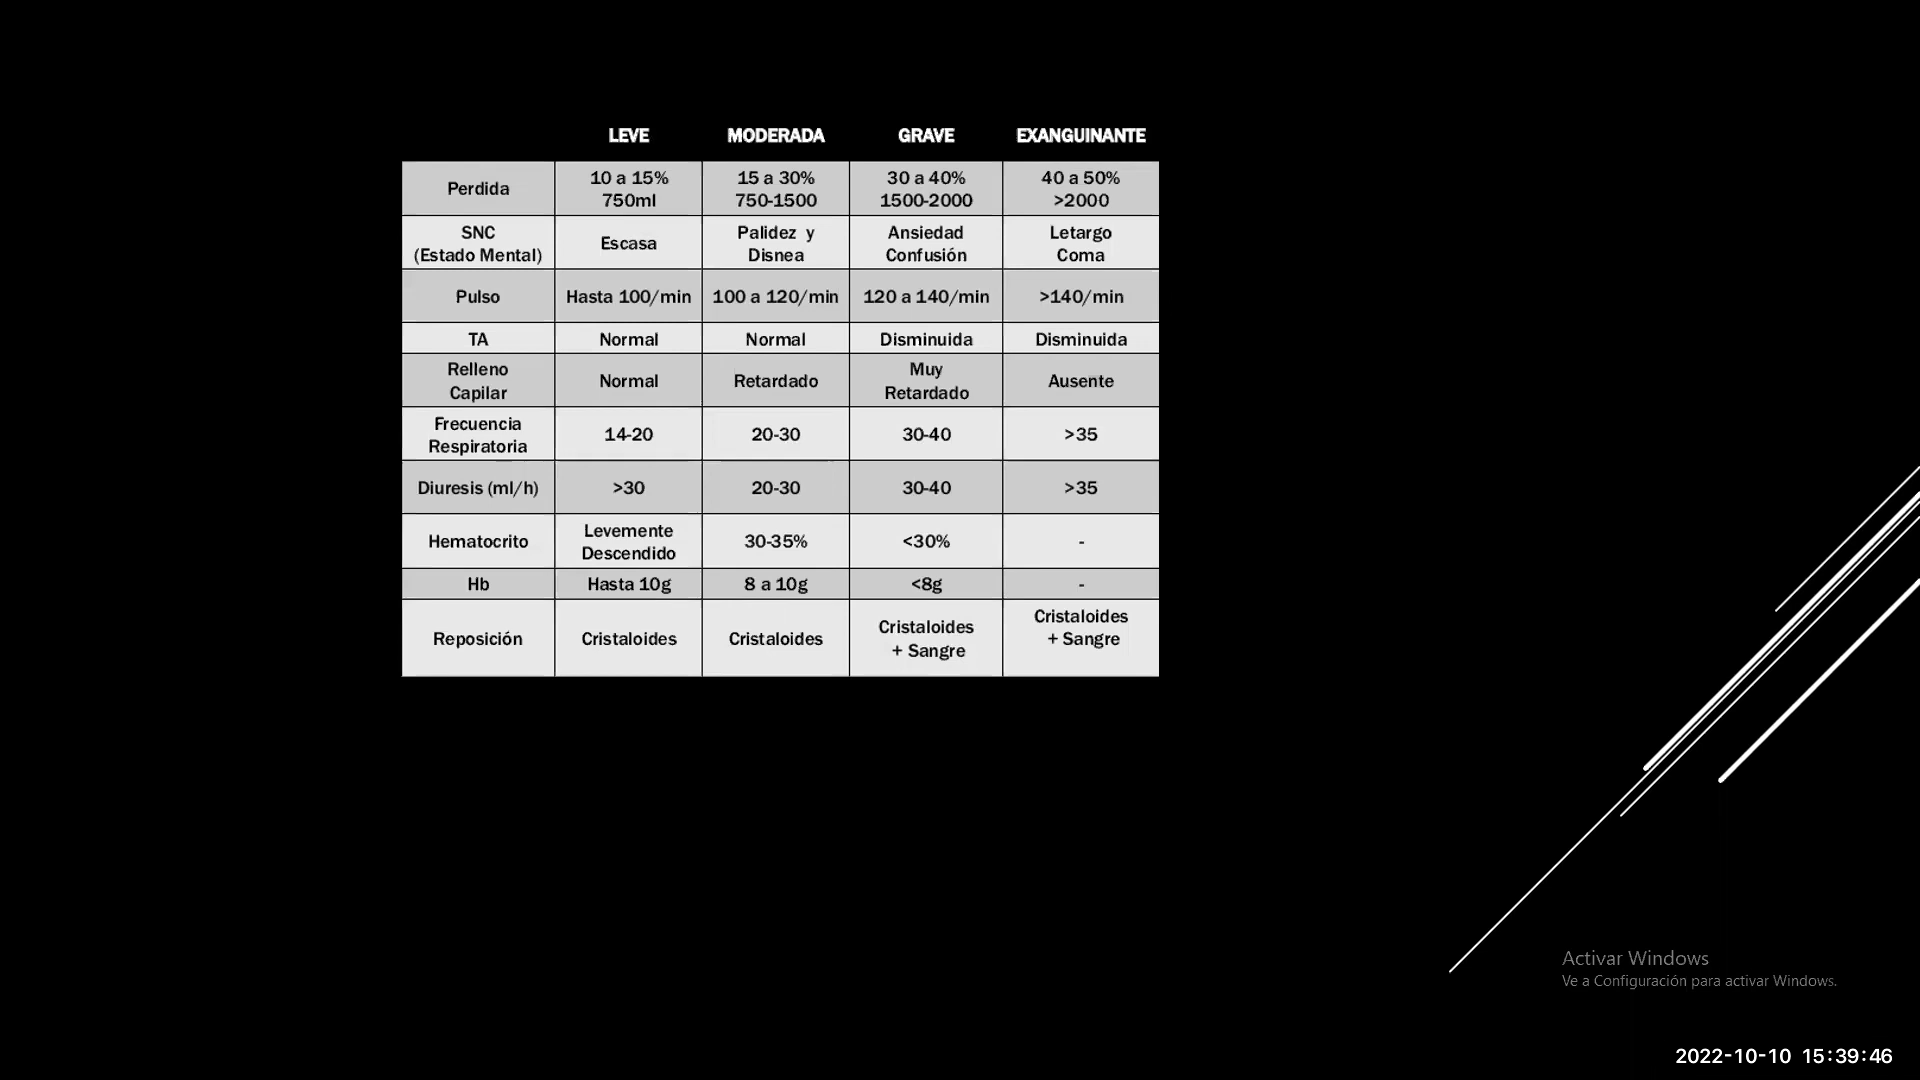 LEVE MODERADA GRAVE EXANGUINANTE
Perdida 10 a 15% 750ml 15 a 30% 750-1500 30 a 40% 1500-2000 40 a 50% >2000
SNC (Estado Mental) Escasa Palidez y Disnea Ansiedad Confusión Letargo Coma
Pulso Hasta 100/min 100 a 120/min 120 a 140/min >140/min
TA Normal Normal Disminuida Disminuida
Relleno Capilar Normal Retardado Muy Retardado Ausente
Frecuencia Respiratoria 14-20 20-30 30-40 >35
Diuresis (ml/h) >30 20-30 30-40 >35
Hematocrito Levemente Descendido 30-35% <30% -
Hb Hasta 10g 8 a 10g <8g -
Reposición Cristaloides Cristaloides Cristaloides + Sangre Cristaloides + Sangre
Activar Windows
Ve a Configuración para activar Windows.
2022-10-10 15:39:46